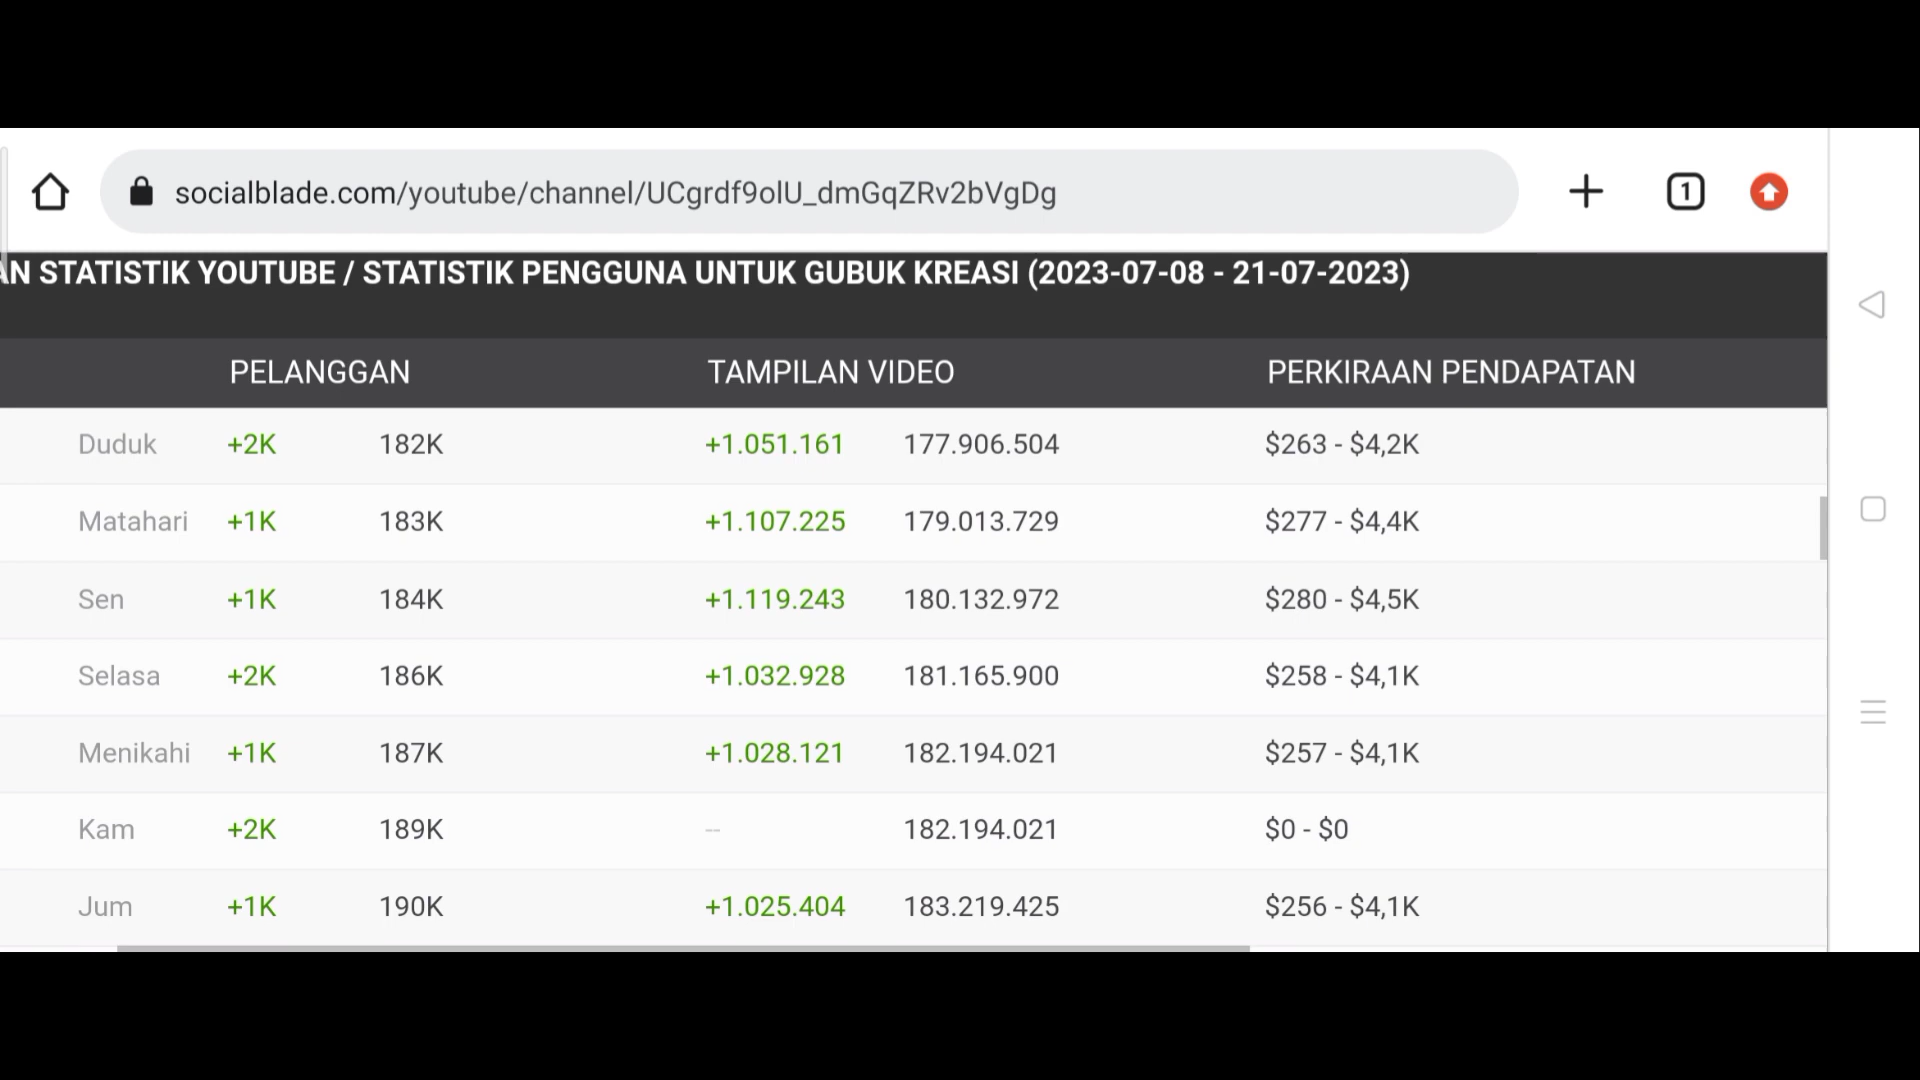 socialblade.com/youtube/channel/UCgrdf9olU_dmGqZRv2bVgDg
1
AN STATISTIK YOUTUBE / STATISTIK PENGGUNA UNTUK GUBUK KREASI (2023-07-08 - 21-07-2023)
PELANGGAN TAMPILAN VIDEO PERKIRAAN PENDAPATAN
Duduk +2K 182K +1.051.161 177.906.504 $263 - $4,2K
Matahari +1K 183K +1.107.225 179.013.729 $277 - $4,4K
Sen +1K 184K +1.119.243 180.132.972 $280 - $4,5K
Selasa +2K 186K +1.032.928 181.165.900 $258 - $4,1K
Menikahi +1K 187K +1.028.121 182.194.021 $257 - $4,1K
Kam +2K 189K -- 182.194.021 $0 - $0
Jum +1K 190K +1.025.404 183.219.425 $256 - $4,1K